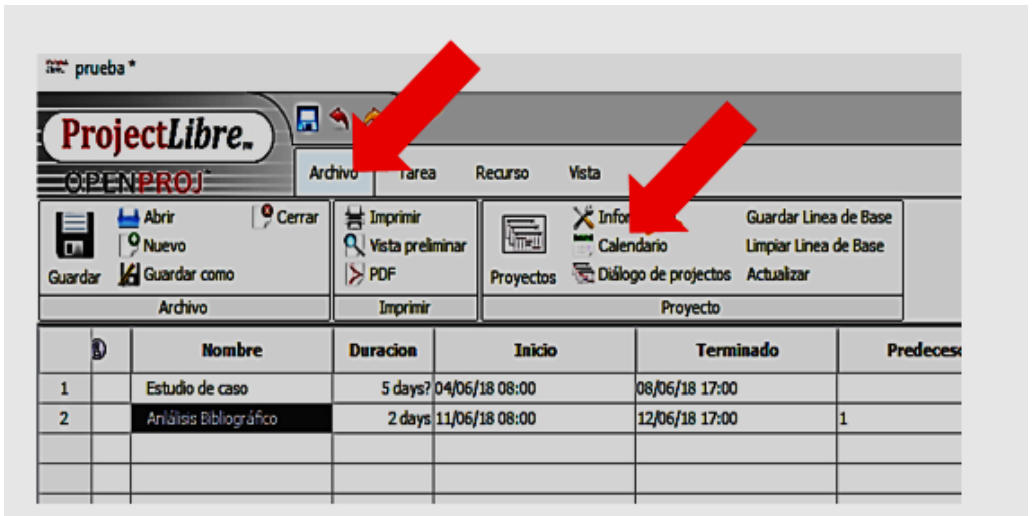 prueba *
ProjectLibre
OPENPROJ
Archivo Tarea Recurso Vista
Abrir Cerrar Imprimir Guardar Linea de Base
Nuevo Vista preliminar Calendario Limpiar Linea de Base
Guardar Guardar como PDF Proyectos Diálogo de projectos Actualizar
Archivo Imprimir Proyecto
Nombre Duracion Inicio Terminado
1 Estudio de caso 5 days? 04/06/18 08:00 08/06/18 17:00
2 Anlálisis Bibliográfico 2 days 11/06/18 08:00 12/06/18 17:00 1